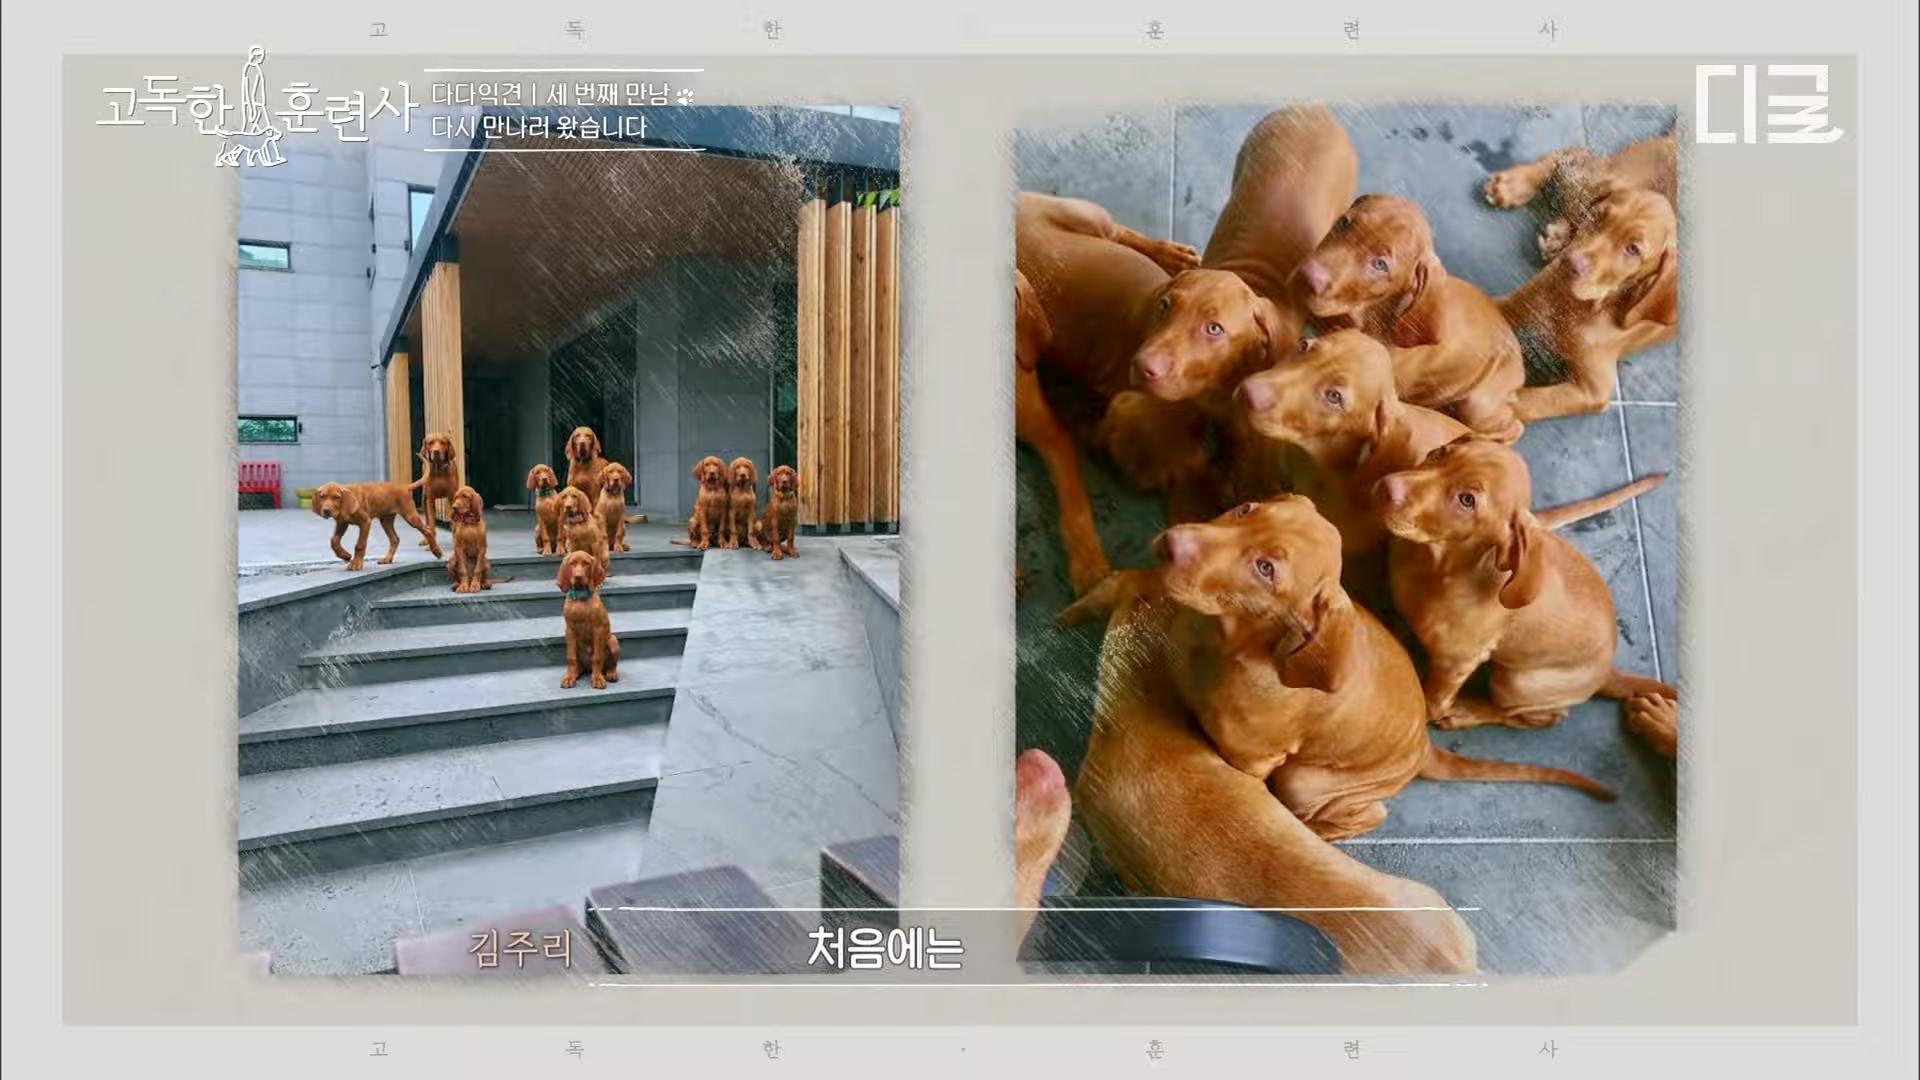 고 독 한 훈 련 사
고독한 훈련사
다다익견 | 세 번째 만남
다시 만나러 왔습니다
디글
김주리 처음에는
고 독 한 · 훈 련 사